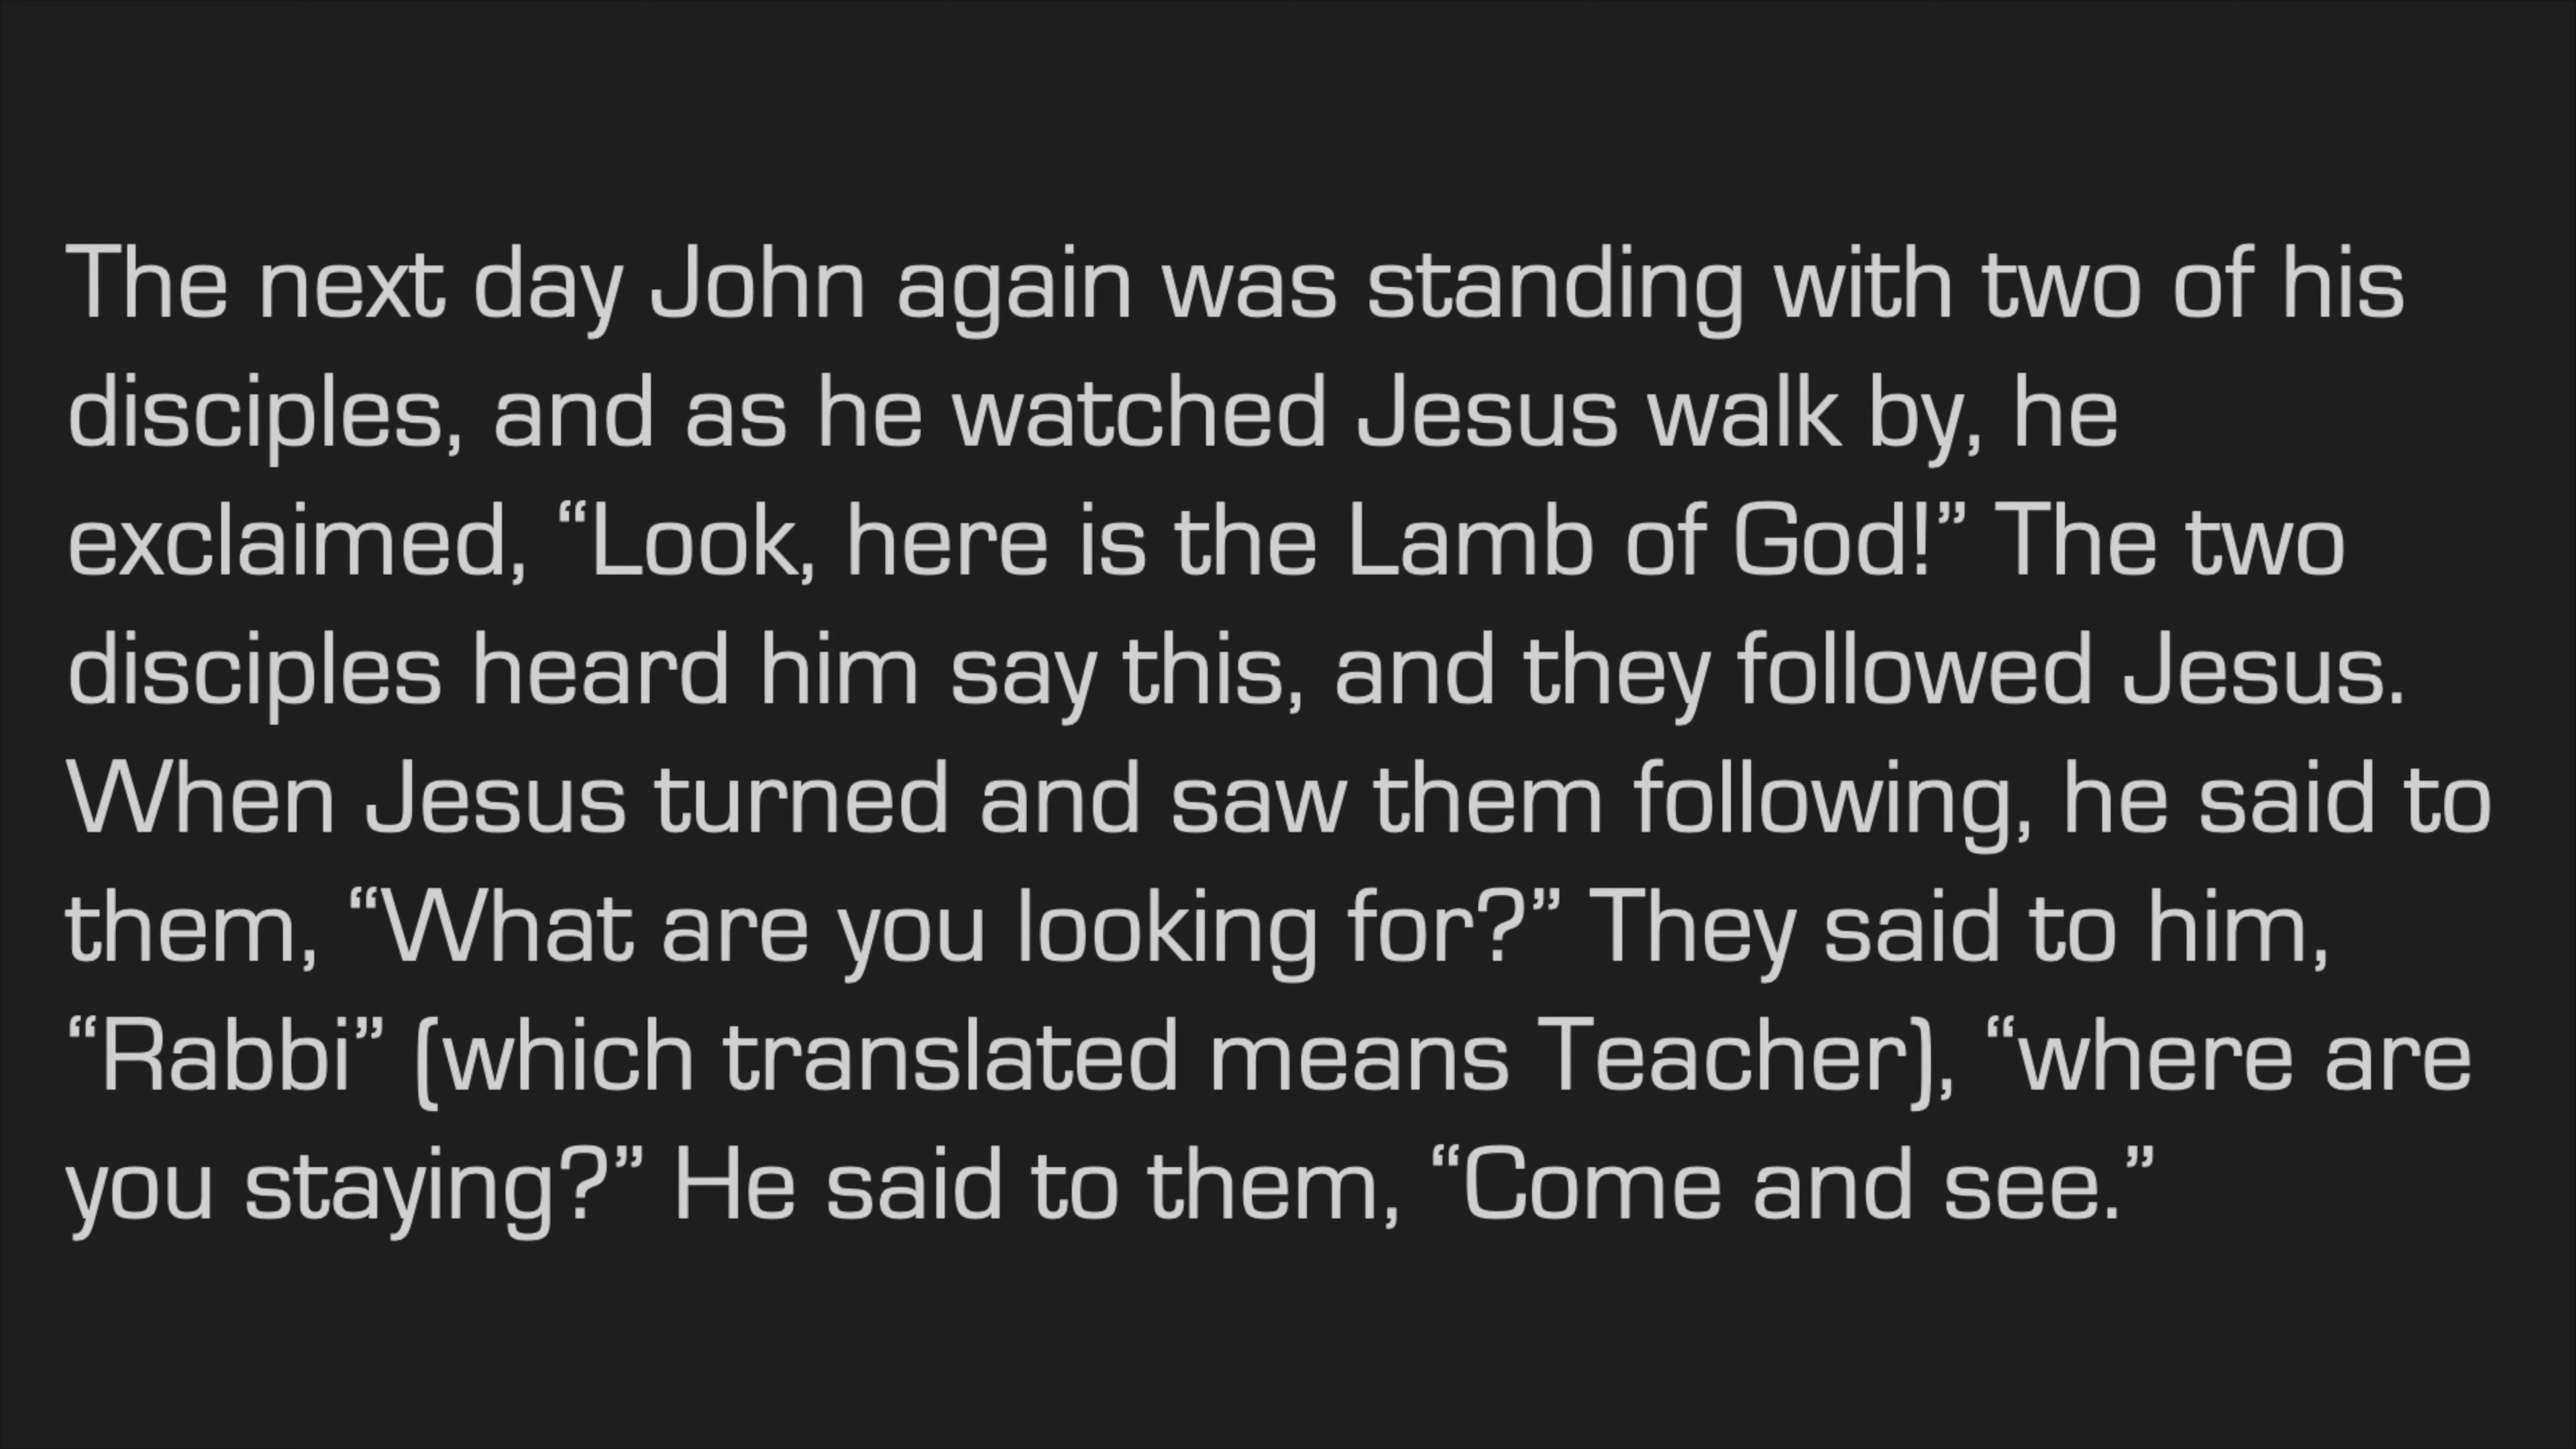 The next day John again was standing with two of his
disciples, and as he watched Jesus walk by, he
exclaimed, “Look, here is the Lamb of God!” The two
disciples heard him say this, and they followed Jesus.
When Jesus turned and saw them following, he said to
them, “What are you looking for?” They said to him,
“Rabbi” (which translated means Teacher), “where are
you staying?” He said to them, “Come and see.”